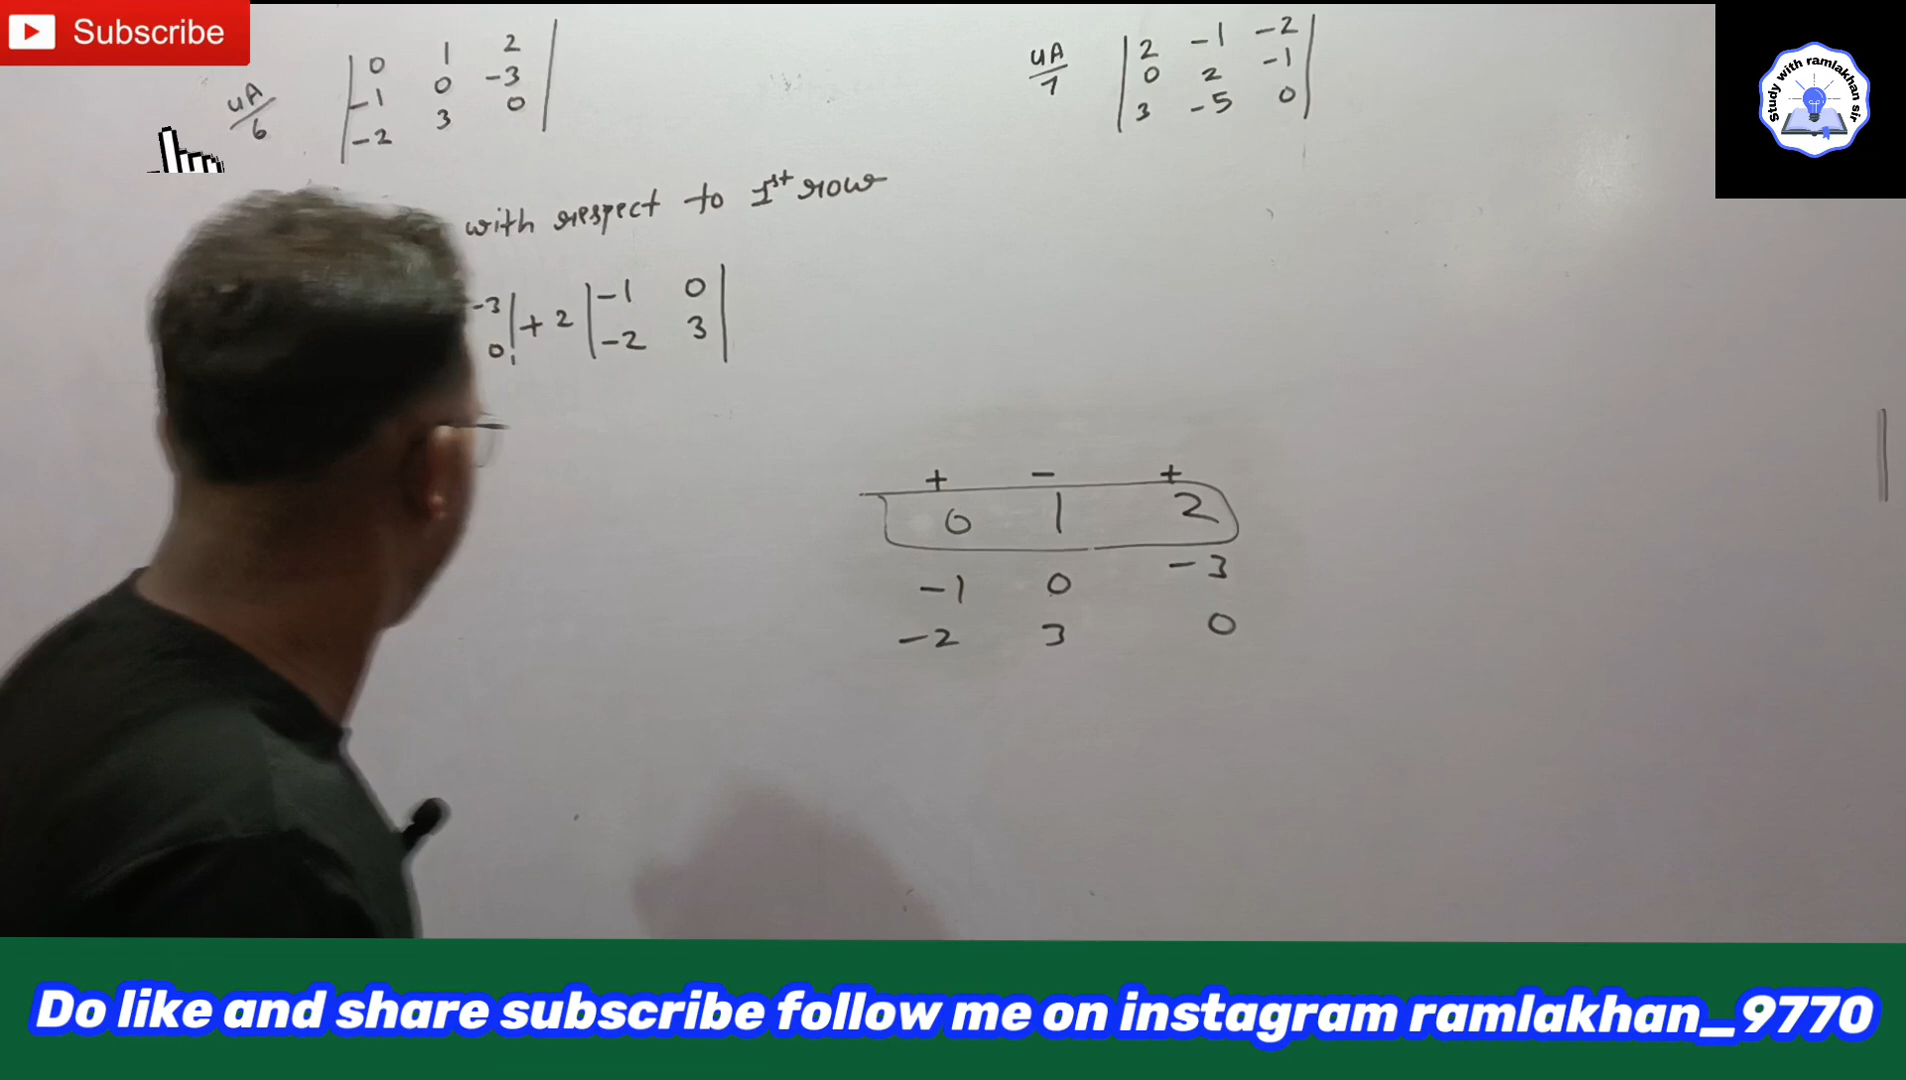 Subscribe
UA/6
0 1 2
-1 0 -3
-2 3 0
UA/7
2 -1 -2
0 2 -1
3 -5 0
Study with ramlakhan sir
with respect to 1st row
-3 | + 2 | -1 0
0 | -2 3 |
+ - +
0 1 2
-1 0 -3
-2 3 0
Do like and share subscribe follow me on instagram ramlakhan_9770